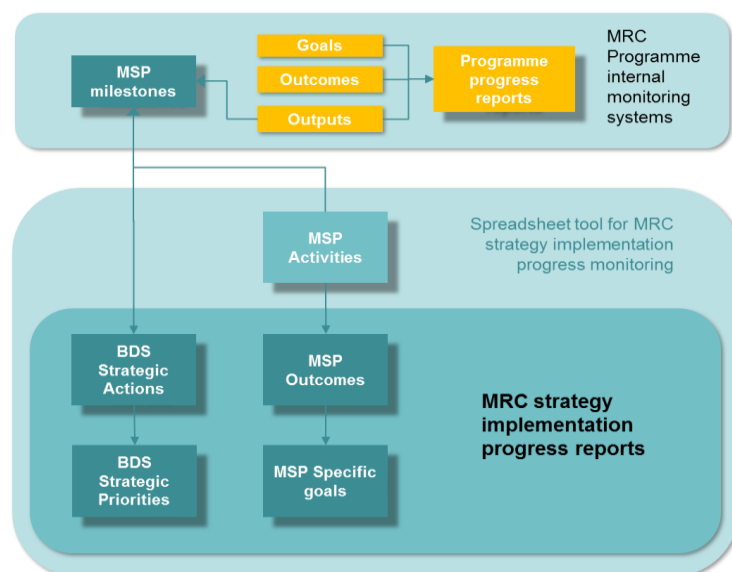 MSP
milestones
Goals
Outcomes
Outputs
Programme
progress
reports
MRC
Programme
internal
monitoring
systems
MSP
Activities
Spreadsheet tool for MRC
strategy implementation
progress monitoring
BDS
Strategic
Actions
MSP
Outcomes
MRC strategy
implementation
progress reports
BDS
Strategic
Priorities
MSP Specific
goals